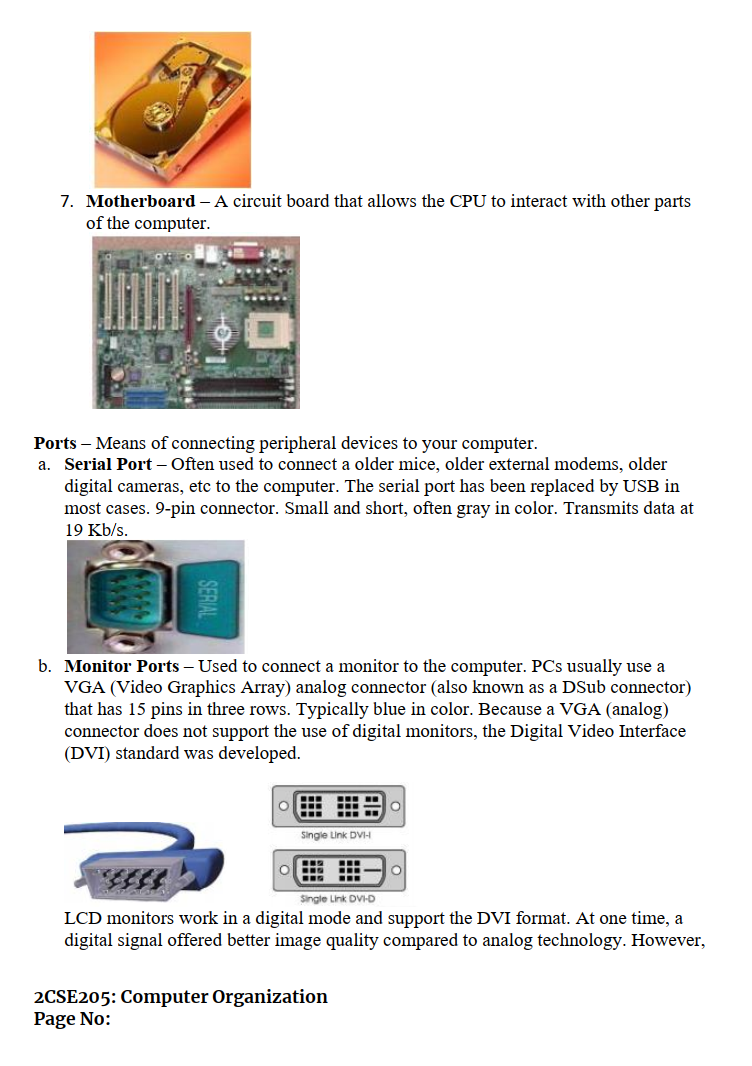 7. Motherboard – A circuit board that allows the CPU to interact with other parts
of the computer.
Ports – Means of connecting peripheral devices to your computer.
a. Serial Port – Often used to connect a older mice, older external modems, older
digital cameras, etc to the computer. The serial port has been replaced by USB in
most cases. 9-pin connector. Small and short, often gray in color. Transmits data at
19 Kb/s.
SERIAL
b. Monitor Ports – Used to connect a monitor to the computer. PCs usually use a
VGA (Video Graphics Array) analog connector (also known as a DSub connector)
that has 15 pins in three rows. Typically blue in color. Because a VGA (analog)
connector does not support the use of digital monitors, the Digital Video Interface
(DVI) standard was developed.
Single Link DVI-I
Single Link DVI-D
LCD monitors work in a digital mode and support the DVI format. At one time, a
digital signal offered better image quality compared to analog technology. However,
2CSE205: Computer Organization
Page No: